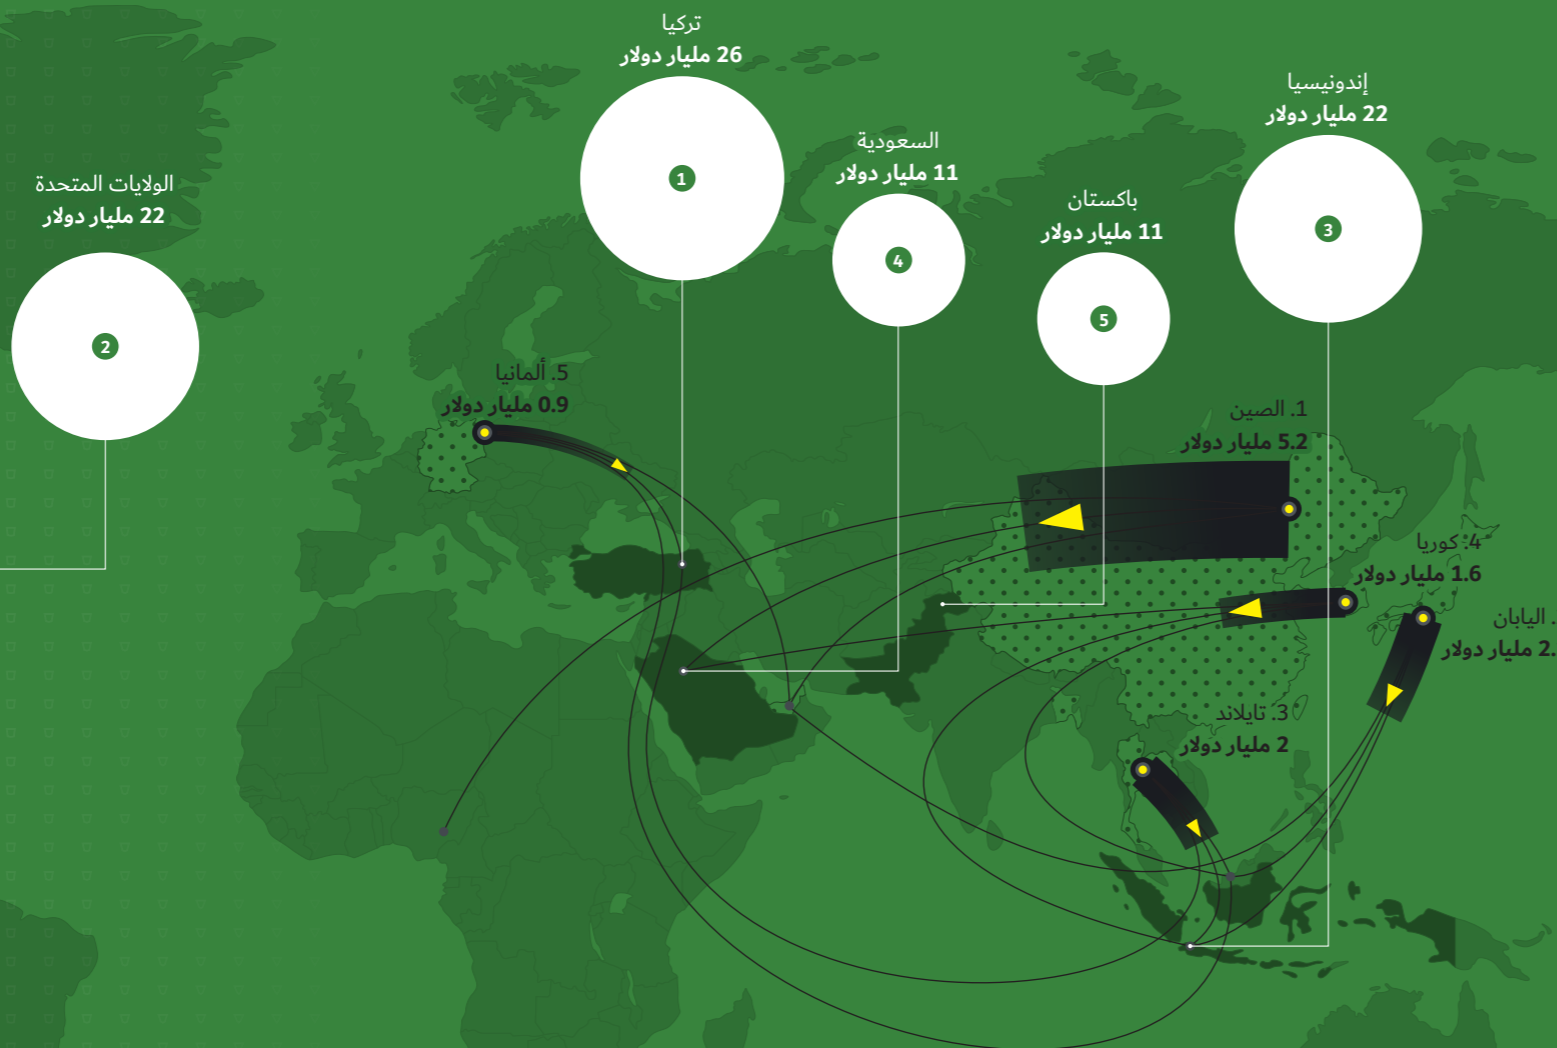 تركيا
26 مليار دولار
1
إندونيسيا
22 مليار دولار
3
السعودية
11 مليار دولار
4
الولايات المتحدة
22 مليار دولار
2
باكستان
11 مليار دولار
5
5. ألمانيا
0.9 مليار دولار
1. الصين
5.2 مليار دولار
4. كوريا
1.6 مليار دولار
. اليابان
2. مليار دولار
3. تايلاند
2 مليار دولار